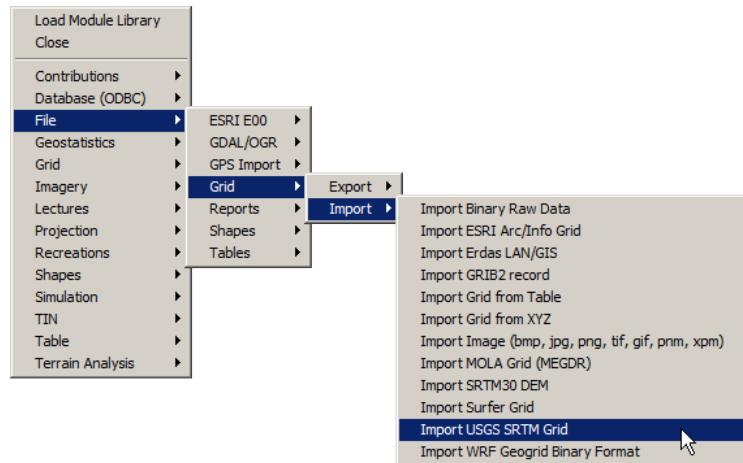 Load Module Library
Close
Contributions
Database (ODBC)
File
Geostatistics
Grid
Imagery
Lectures
Projection
Recreations
Shapes
Simulation
TIN
Table
Terrain Analysis
ESRI E00
GDAL/OGR
GPS Import
Grid
Reports
Shapes
Tables
Export
Import
Import Binary Raw Data
Import ESRI Arc/Info Grid
Import Erdas LAN/GIS
Import GRIB2 record
Import Grid from Table
Import Grid from XYZ
Import Image (bmp, jpg, png, tif, gif, pnm, xpm)
Import MOLA Grid (MEGDR)
Import SRTM30 DEM
Import Surfer Grid
Import USGS SRTM Grid
Import WRF Geogrid Binary Format